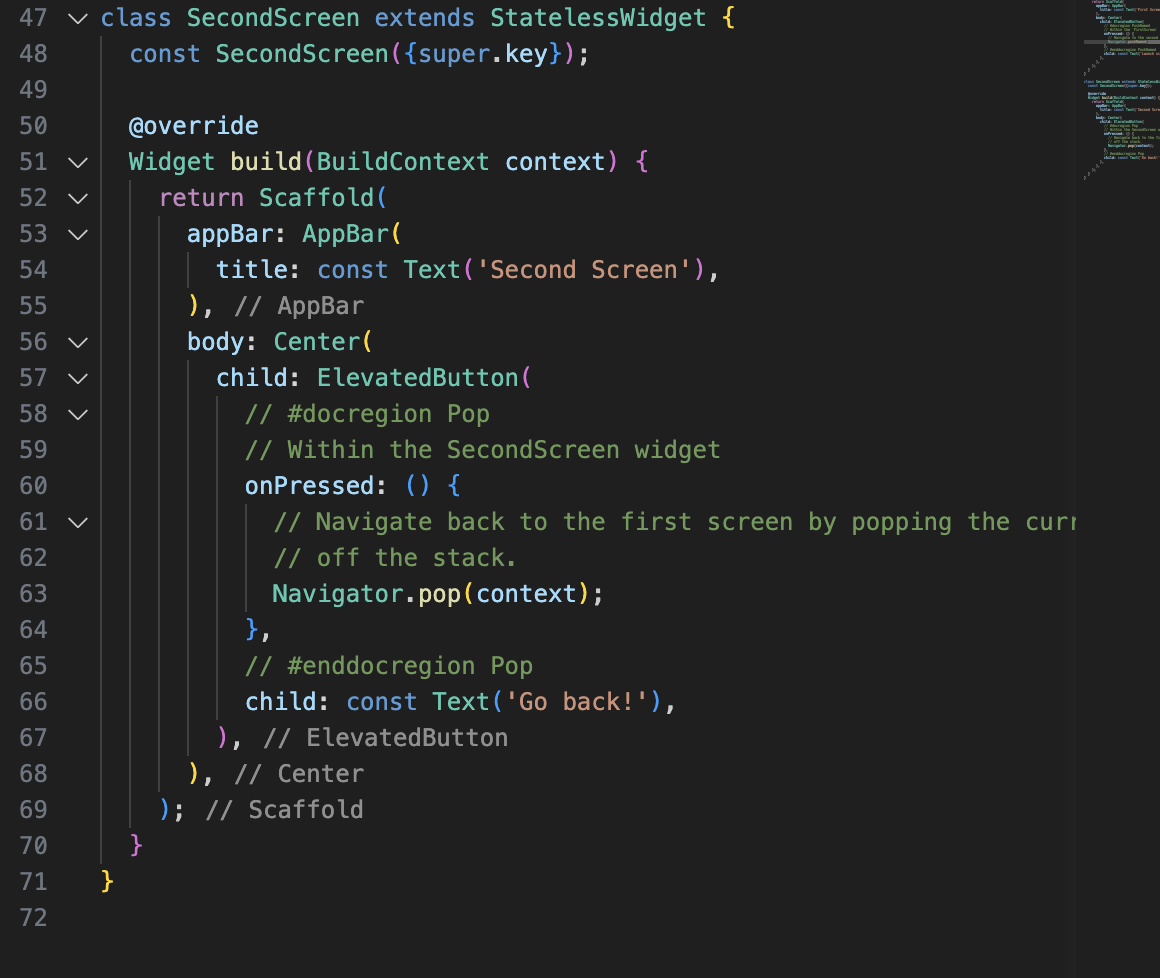 47 class SecondScreen extends StatelessWidget {
48   const SecondScreen({super.key});
49
50   @override
51   Widget build(BuildContext context) {
52     return Scaffold(
53       appBar: AppBar(
54         title: const Text('Second Screen'),
55       ), // AppBar
56       body: Center(
57         child: ElevatedButton(
58           // #docregion Pop
59           // Within the SecondScreen widget
60           onPressed: () {
61             // Navigate back to the first screen by popping the curr
62             // off the stack.
63             Navigator.pop(context);
64           },
65           // #enddocregion Pop
66           child: const Text('Go back!'),
67         ), // ElevatedButton
68       ), // Center
69     ); // Scaffold
70   }
71 }
72